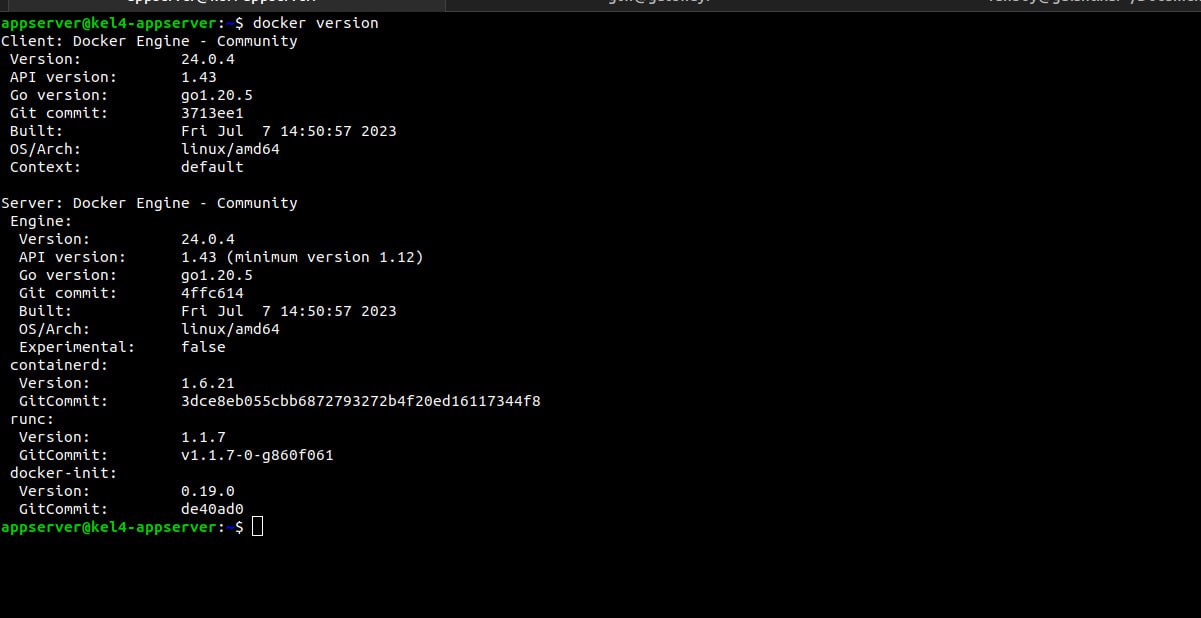 appserver@kel4-appserver:~$ docker version
Client: Docker Engine - Community
 Version:           24.0.4
 API version:       1.43
 Go version:        go1.20.5
 Git commit:        3713ee1
 Built:             Fri Jul  7 14:50:57 2023
 OS/Arch:           linux/amd64
 Context:           default

Server: Docker Engine - Community
 Engine:
  Version:          24.0.4
  API version:      1.43 (minimum version 1.12)
  Go version:       go1.20.5
  Git commit:       4ffc614
  Built:            Fri Jul  7 14:50:57 2023
  OS/Arch:          linux/amd64
  Experimental:     false
 containerd:
  Version:          1.6.21
  GitCommit:        3dce8eb055cbb6872793272b4f20ed16117344f8
 runc:
  Version:          1.1.7
  GitCommit:        v1.1.7-0-g860f061
 docker-init:
  Version:          0.19.0
  GitCommit:        de40ad0
appserver@kel4-appserver:~$